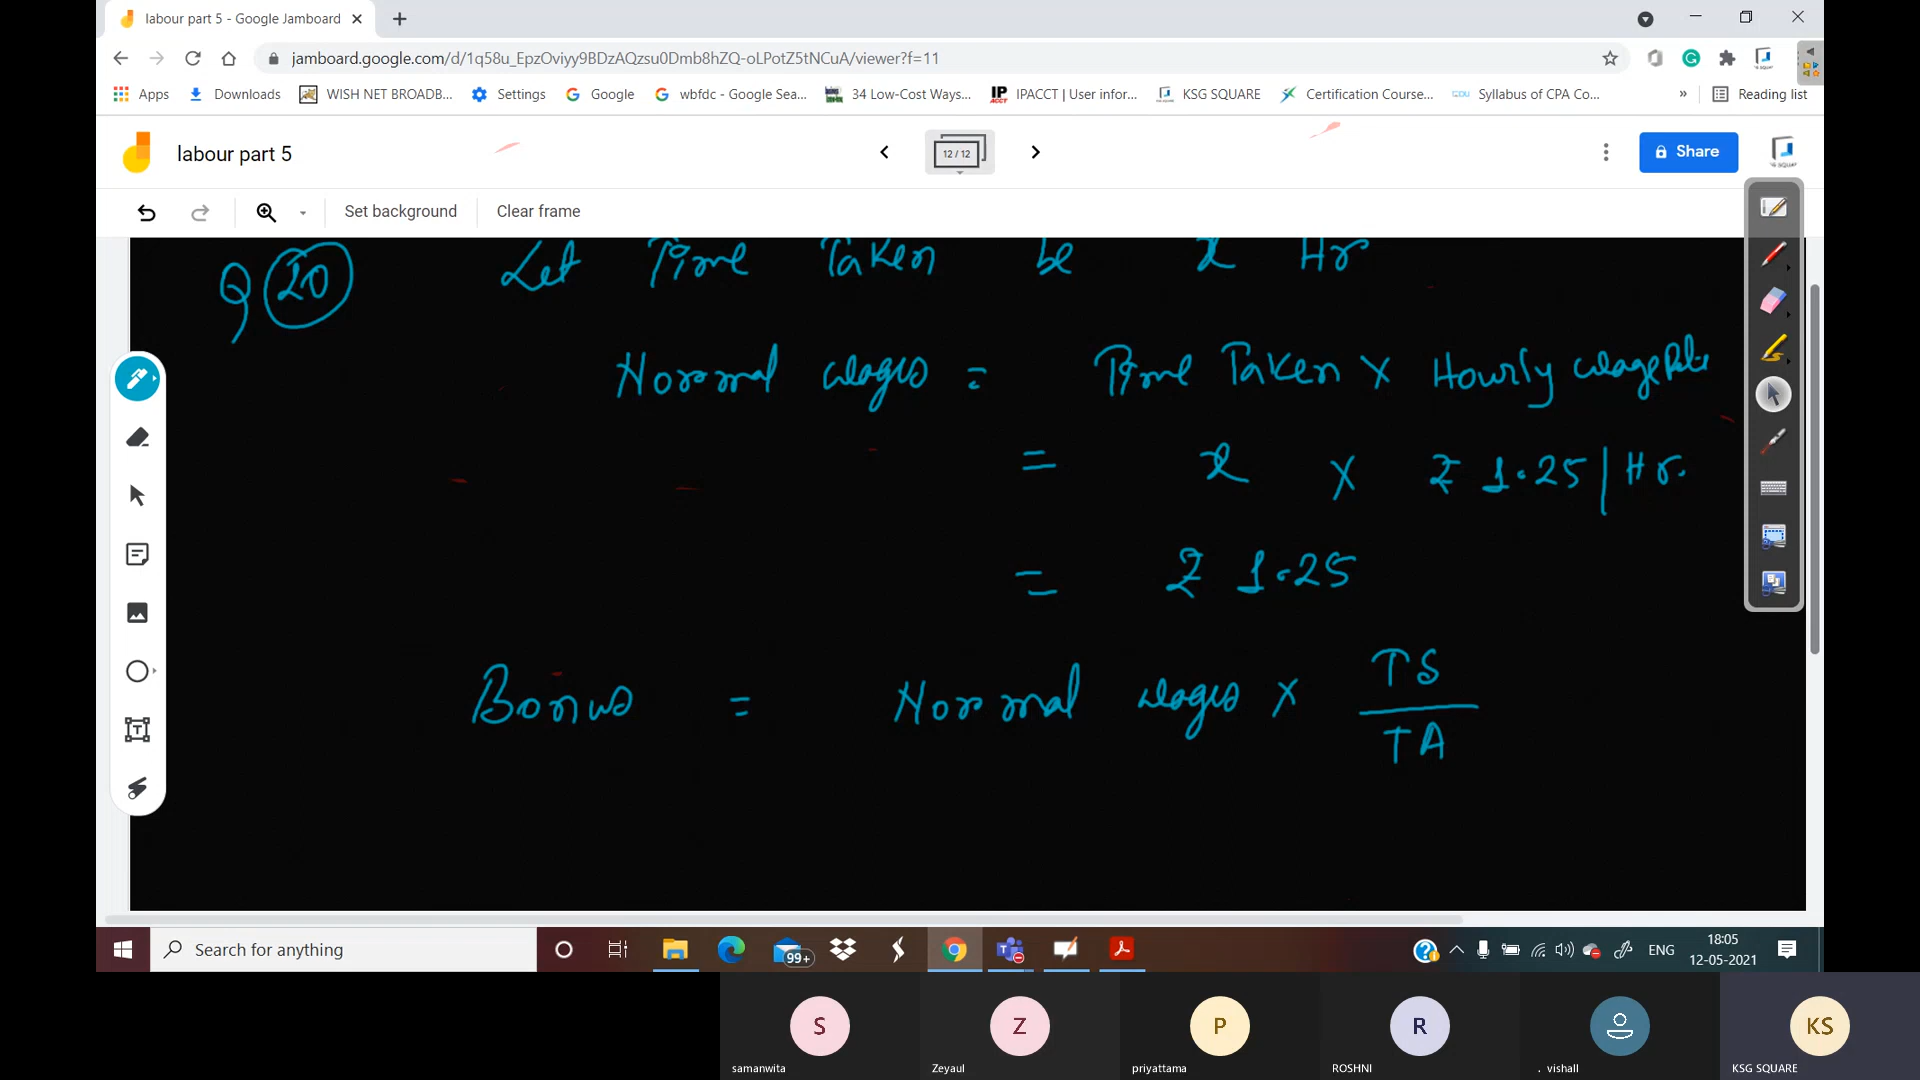 labour part 5 - Google Jamboard
jamboard.google.com/d/1q58u_EpzOviyy9BDzAQzsu0Dmb8hZQ-oLPotZ5tNCuA/viewer?f=11
Apps Downloads WISH NET BROADB... Settings Google wbfdc - Google Sea... 34 Low-Cost Ways... IPACCT | User infor... KSG SQUARE Certification Course... Syllabus of CPA Co... » Reading list
labour part 5
12 / 12
Share
Set background Clear frame
Q 20 Let Time Taken be x Hr
Normal wages = Time Taken X Hourly wage Rate
= x X ₹ 1.25 | Hr.
= ₹ 1.25
Bonus = Normal wages X TS
TA
Search for anything
99+
ENG
18:05
12-05-2021
S Z P R KS
samanwita Zeyaul priyattama ROSHNI . vishall KSG SQUARE